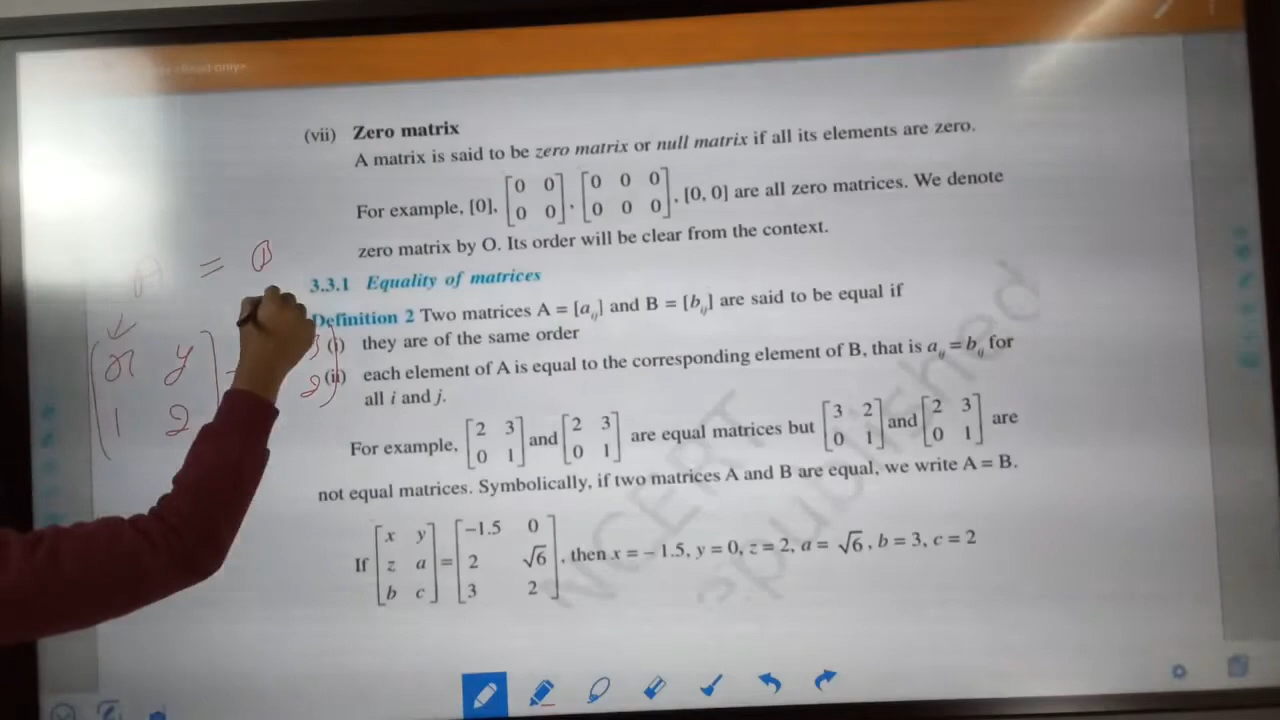 <Read only>
(vii) Zero matrix
A matrix is said to be zero matrix or null matrix if all its elements are zero.
For example, [0], [0 0
0 0], [0 0 0
0 0 0], [0, 0] are all zero matrices. We denote
zero matrix by O. Its order will be clear from the context.
A = B
3.3.1 Equality of matrices
Definition 2 Two matrices A = [aij] and B = [bij] are said to be equal if
(i) they are of the same order
(ii) each element of A is equal to the corresponding element of B, that is aij = bij for
all i and j.
x y
1 2
3
2
For example, [2 3
0 1] and [2 3
0 1] are equal matrices but [3 2
0 1] and [2 3
0 1] are
not equal matrices. Symbolically, if two matrices A and B are equal, we write A = B.
If [x y
z a
b c] = [−1.5 0
2 √6
3 2], then x = − 1.5, y = 0, z = 2, a = √6, b = 3, c = 2
NCERT
republished